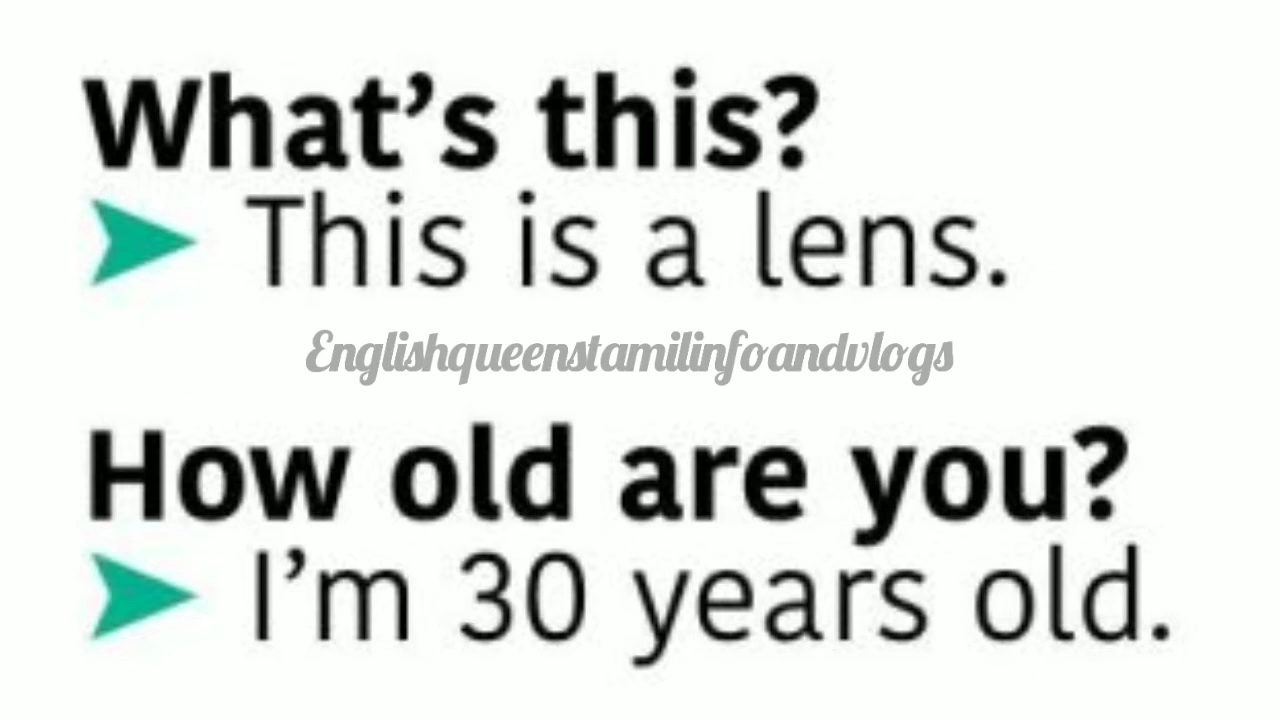 What’s this?
This is a lens.
Englishqueenstamilinfoandvlogs
How old are you?
I’m 30 years old.